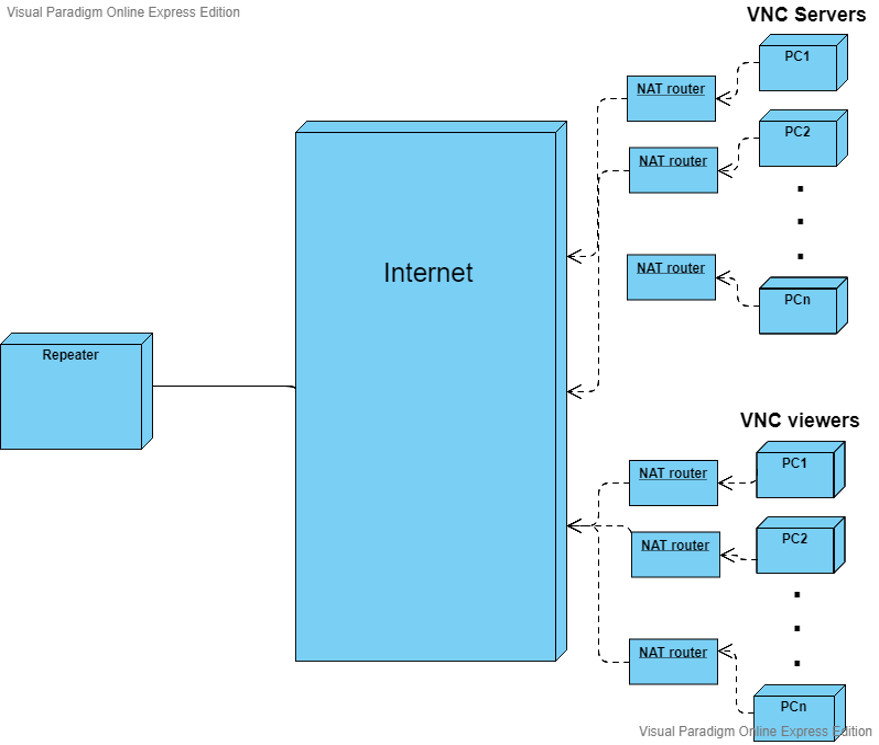 Visual Paradigm Online Express Edition
VNC Servers
PC1
NAT router
PC2
NAT router
NAT router
PCn
Internet
Repeater
VNC viewers
PC1
NAT router
PC2
NAT router
NAT router
PCn
Visual Paradigm Online Express Edition